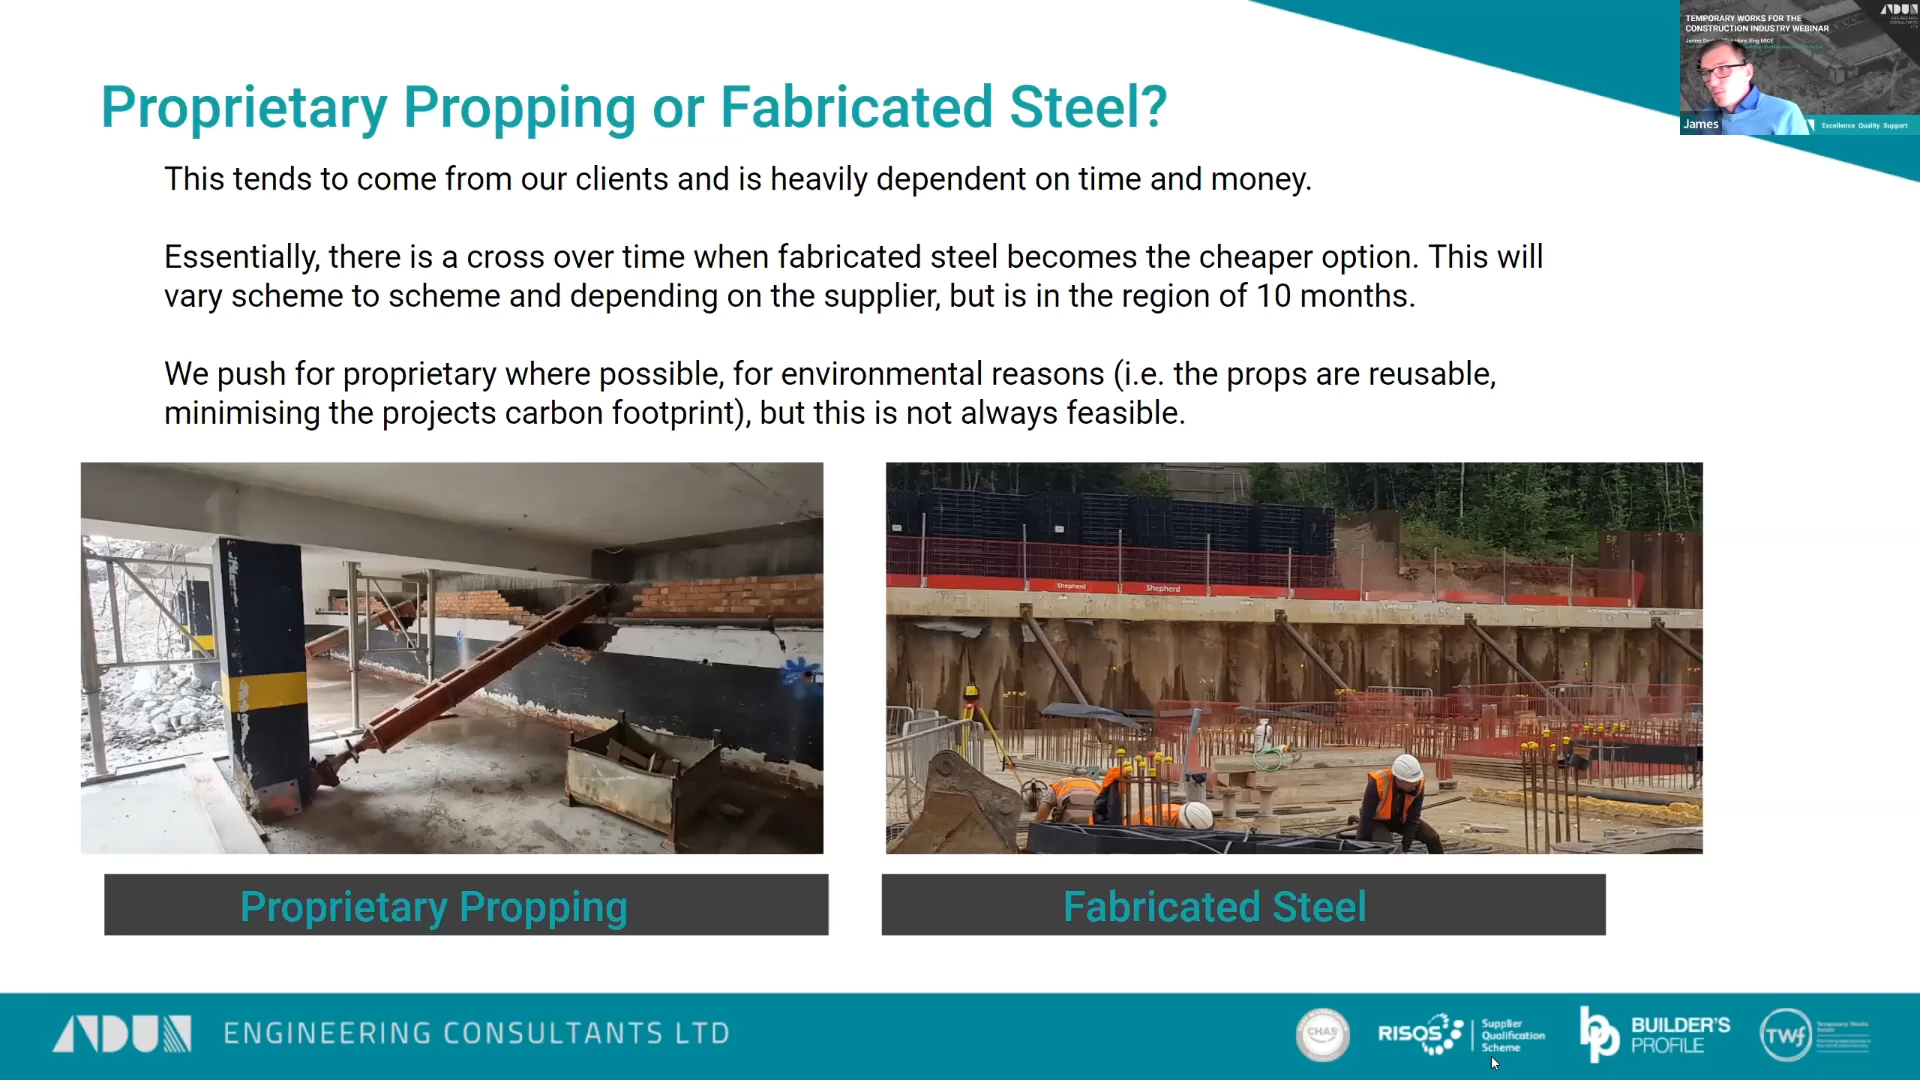 Proprietary Propping or Fabricated Steel?
This tends to come from our clients and is heavily dependent on time and money.
Essentially, there is a cross over time when fabricated steel becomes the cheaper option. This will
vary scheme to scheme and depending on the supplier, but is in the region of 10 months.
We push for proprietary where possible, for environmental reasons (i.e. the props are reusable,
minimising the projects carbon footprint), but this is not always feasible.
TEMPORARY WORKS FOR THE
CONSTRUCTION INDUSTRY WEBINAR
ADUN
James
Excellence Quality Support
Shepherd
Shepherd
Proprietary Propping
Fabricated Steel
ADUN ENGINEERING CONSULTANTS LTD
CHAS
RISQS
Supplier
Qualification
Scheme
bp
BUILDER'S
PROFILE
TWf